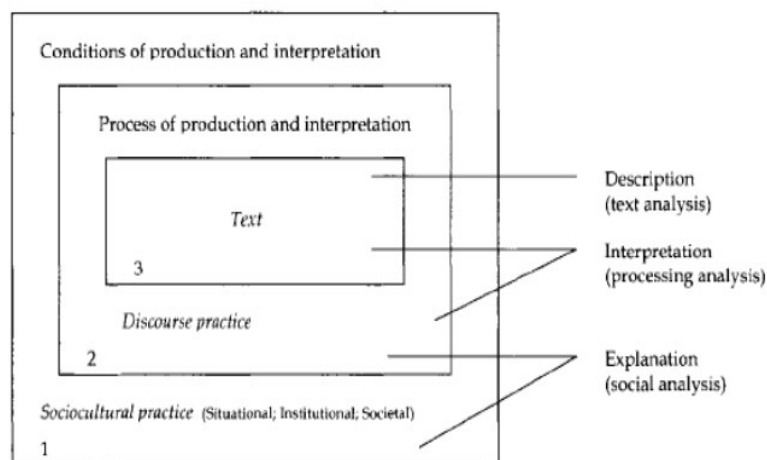 Conditions of production and interpretation
Process of production and interpretation
Text
3
Discourse practice
2
Sociocultural practice (Situational; Institutional; Societal)
1
Description
(text analysis)
Interpretation
(processing analysis)
Explanation
(social analysis)